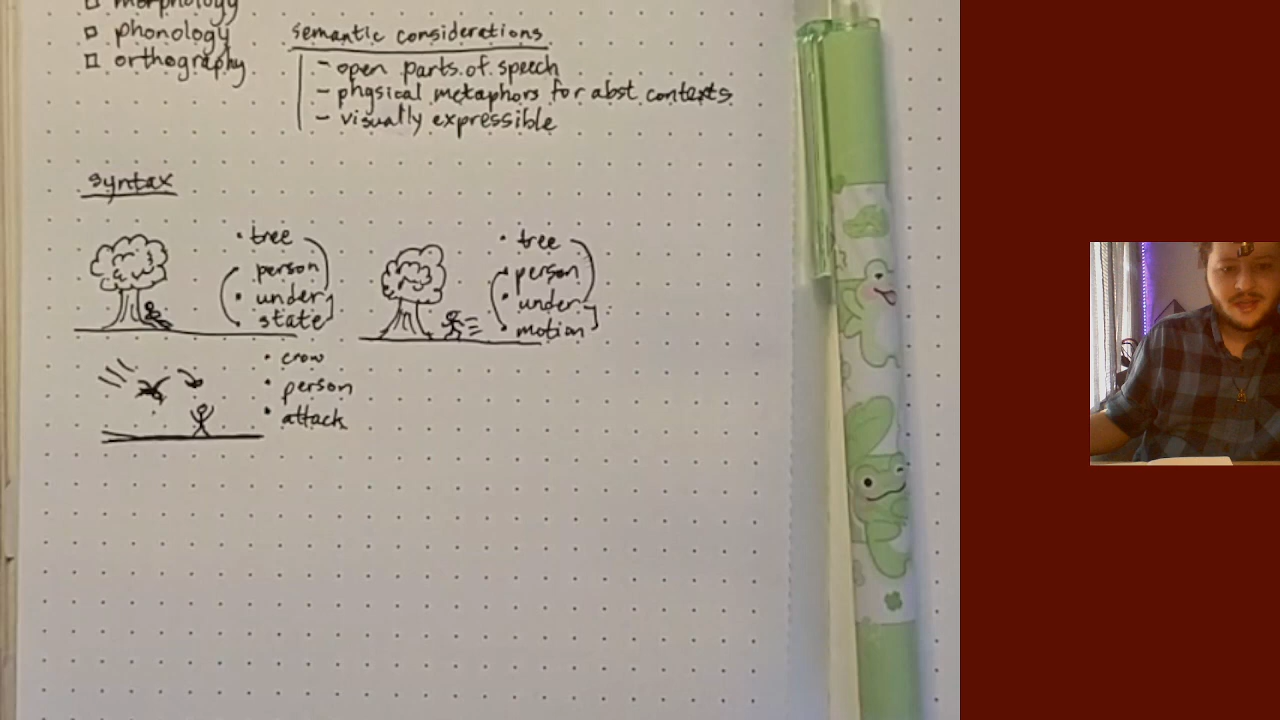 morphology
phonology
orthography
semantic considerations
- open parts of speech
- physical metaphors for abst contexts
- visually expressible
syntax
• tree
person
• under
state
• tree
person
• under
motion
• crow
• person
• attack